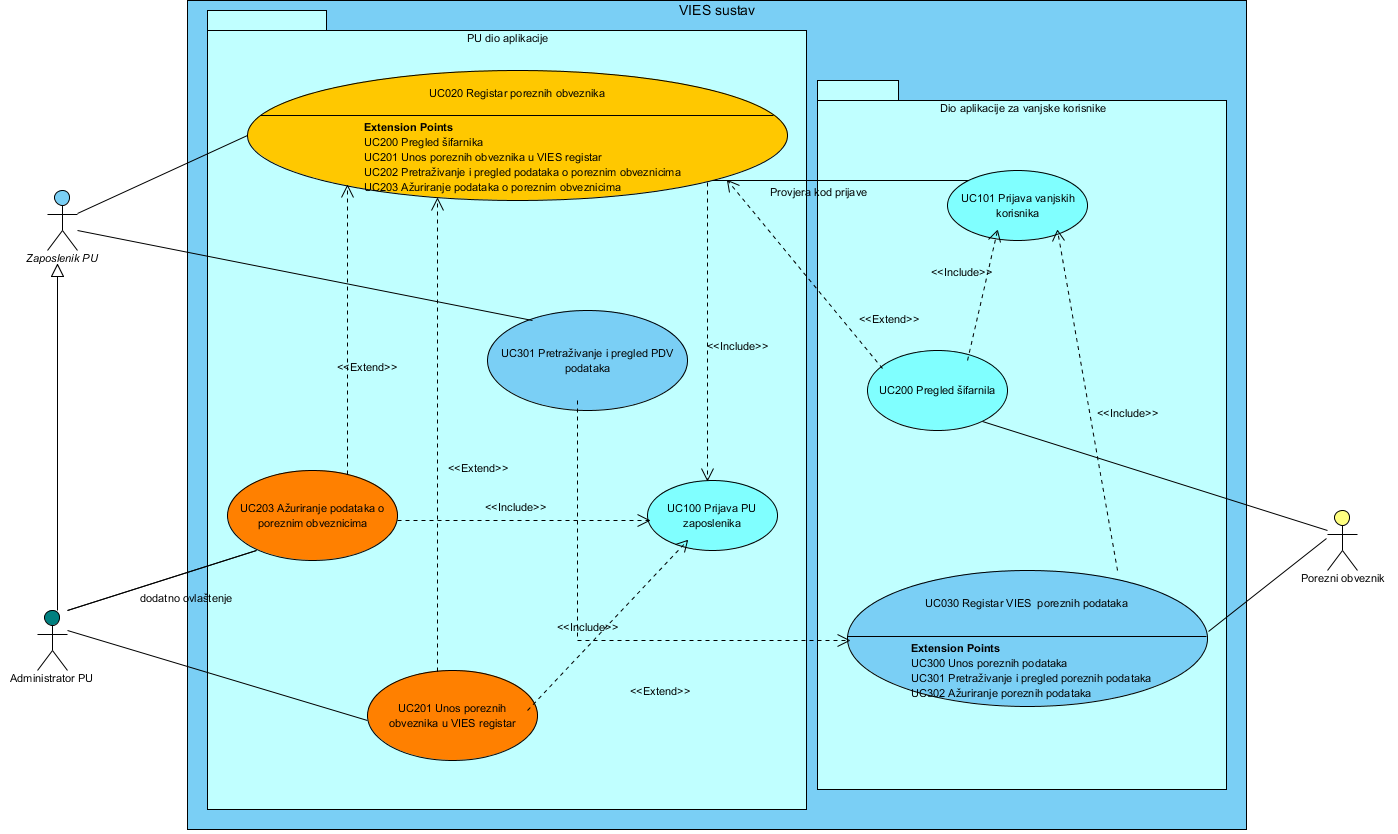 VIES sustav
PU dio aplikacije
UC020 Registar poreznih obveznika
Extension Points
UC200 Pregled šifarnika
UC201 Unos poreznih obveznika u VIES registar
UC202 Pretraživanje i pregled podataka o poreznim obveznicima
UC203 Ažuriranje podataka o poreznim obveznicima
Dio aplikacije za vanjske korisnike
Provjera kod prijave
UC101 Prijava vanjskih
korisnika
Zaposlenik PU
<<Include>>
<<Extend>>
<<Include>>
UC301 Pretraživanje i pregled PDV
podataka
<<Extend>>
UC200 Pregled šifarnila
<<Include>>
<<Extend>>
<<Include>>
UC203 Ažuriranje podataka o
poreznim obveznicima
UC100 Prijava PU
zaposlenika
Porezni obveznik
dodatno ovlaštenje
UC030 Registar VIES  poreznih podataka
Extension Points
UC300 Unos poreznih podataka
UC301 Pretraživanje i pregled poreznih podataka
UC302 Ažuriranje poreznih podataka
<<Include>>
Administrator PU
<<Extend>>
UC201 Unos poreznih
obveznika u VIES registar